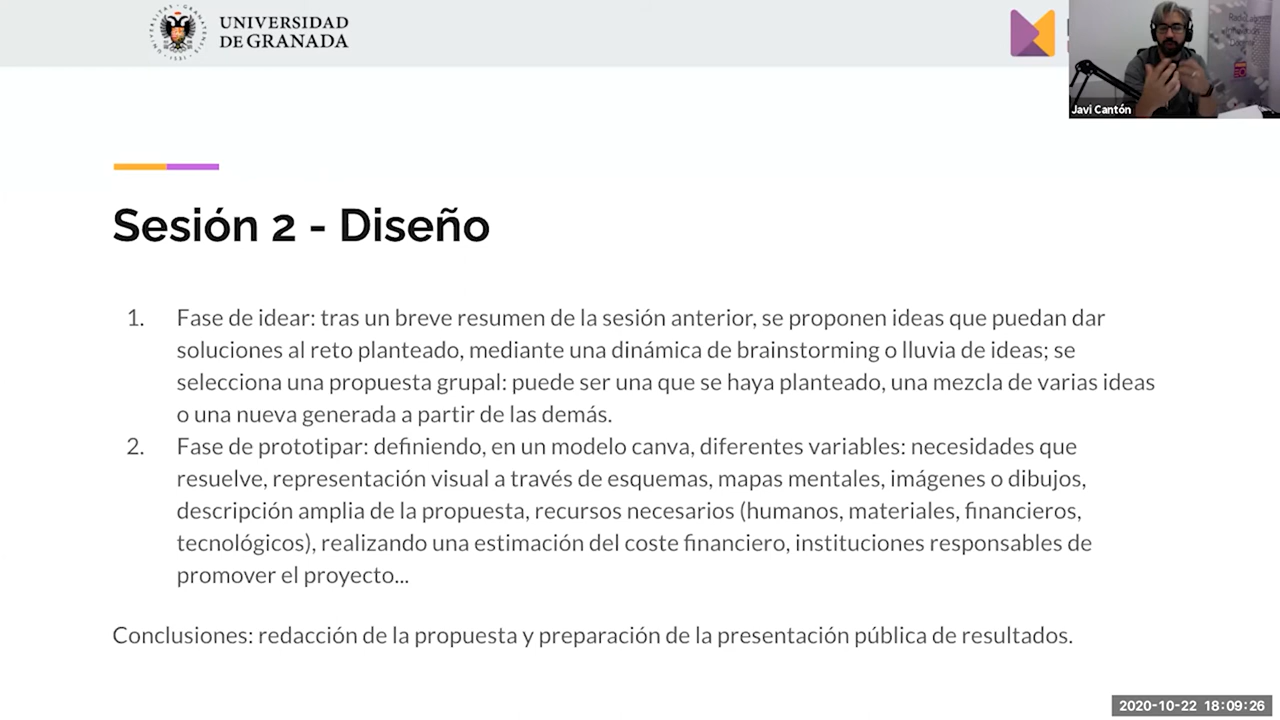 UNIVERSIDAD
DE GRANADA
Javi Cantón
Sesión 2 - Diseño
1. Fase de idear: tras un breve resumen de la sesión anterior, se proponen ideas que puedan dar
soluciones al reto planteado, mediante una dinámica de brainstorming o lluvia de ideas; se
selecciona una propuesta grupal: puede ser una que se haya planteado, una mezcla de varias ideas
o una nueva generada a partir de las demás.
2. Fase de prototipar: definiendo, en un modelo canva, diferentes variables: necesidades que
resuelve, representación visual a través de esquemas, mapas mentales, imágenes o dibujos,
descripción amplia de la propuesta, recursos necesarios (humanos, materiales, financieros,
tecnológicos), realizando una estimación del coste financiero, instituciones responsables de
promover el proyecto...
Conclusiones: redacción de la propuesta y preparación de la presentación pública de resultados.
2020-10-22 18:09:26